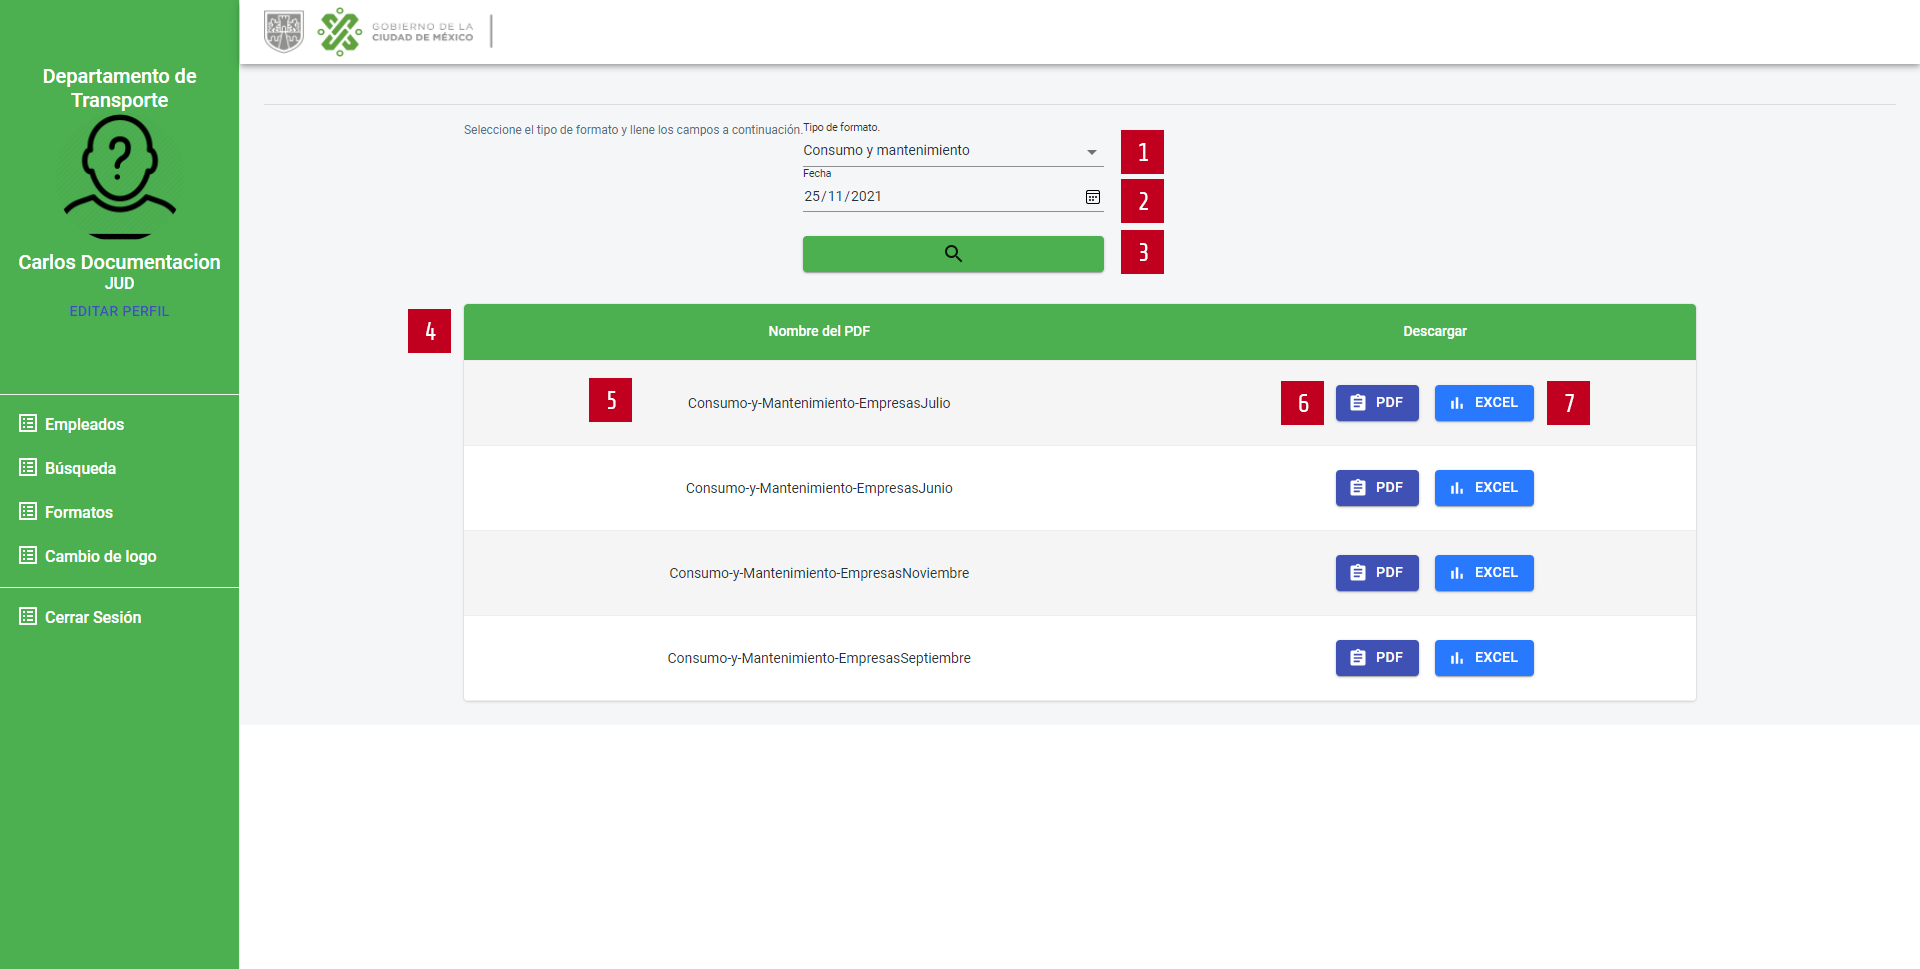 Departamento de
Transporte
?
Carlos Documentacion
JUD
EDITAR PERFIL
Empleados
Búsqueda
Formatos
Cambio de logo
Cerrar Sesión
GOBIERNO DE LA
CIUDAD DE MÉXICO
Seleccione el tipo de formato y llene los campos a continuación.
Tipo de formato.
Consumo y mantenimiento
1
Fecha
25/11/2021
2
3
4
Nombre del PDF Descargar
5 Consumo-y-Mantenimiento-EmpresasJulio 6 PDF EXCEL 7
Consumo-y-Mantenimiento-EmpresasJunio PDF EXCEL
Consumo-y-Mantenimiento-EmpresasNoviembre PDF EXCEL
Consumo-y-Mantenimiento-EmpresasSeptiembre PDF EXCEL